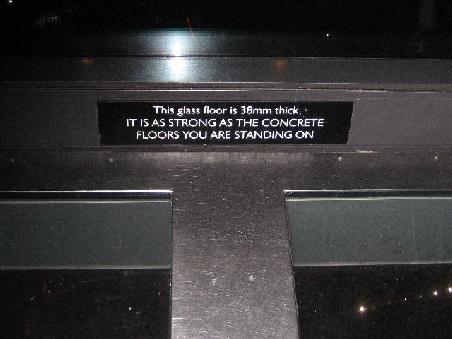 This glass floor is 38mm thick.
IT IS AS STRONG AS THE CONCRETE
FLOORS YOU ARE STANDING ON